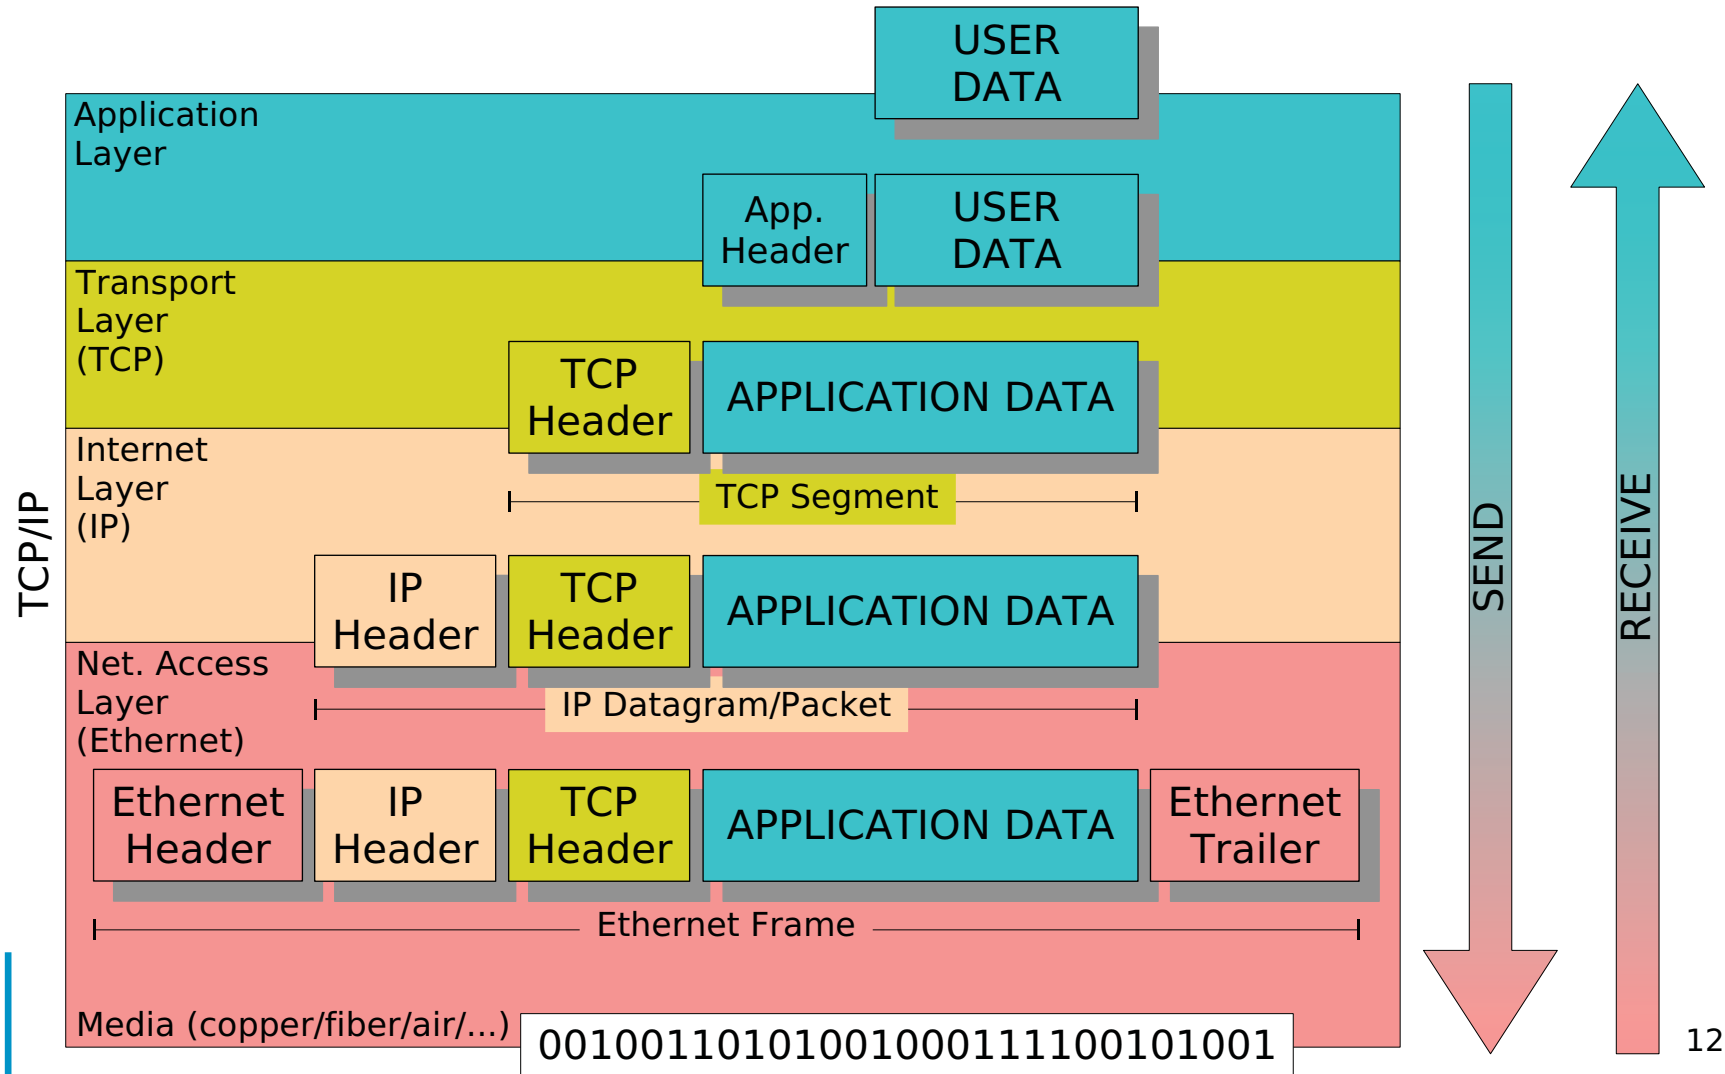 USER
DATA
Application
Layer
App.
Header
USER
DATA
Transport
Layer
(TCP)
TCP
Header
APPLICATION DATA
Internet
Layer
(IP)
TCP Segment
TCP/IP
IP
Header
TCP
Header
APPLICATION DATA
Net. Access
Layer
(Ethernet)
IP Datagram/Packet
Ethernet
Header
IP
Header
TCP
Header
APPLICATION DATA
Ethernet
Trailer
Ethernet Frame
Media (copper/fiber/air/...)
0010011010100100011110010100​1
SEND
RECEIVE
12